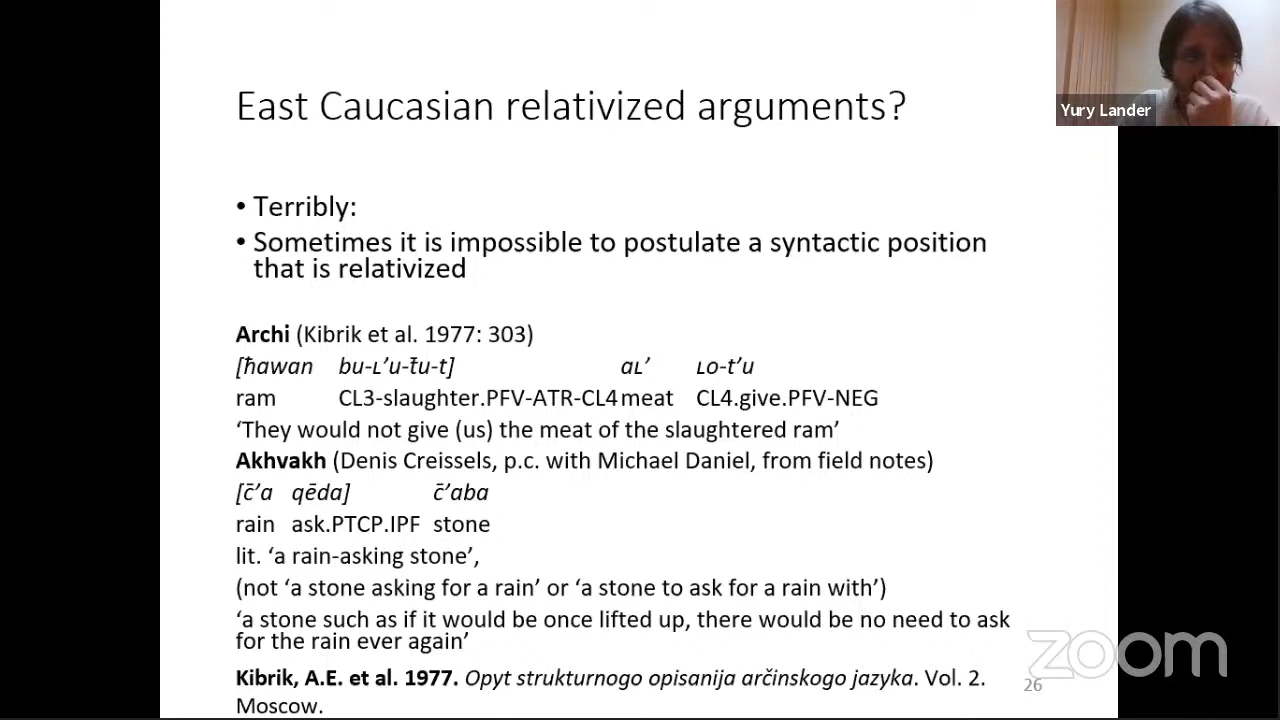 East Caucasian relativized arguments?
Yury Lander
• Terribly:
• Sometimes it is impossible to postulate a syntactic position
that is relativized
Archi (Kibrik et al. 1977: 303)
[ħawan bu-ʟ’u-t̄u-t] aʟ’ ʟo-t’u
ram CL3-slaughter.PFV-ATR-CL4 meat CL4.give.PFV-NEG
‘They would not give (us) the meat of the slaughtered ram’
Akhvakh (Denis Creissels, p.c. with Michael Daniel, from field notes)
[č̄’a qēda] č̄’aba
rain ask.PTCP.IPF stone
lit. ‘a rain-asking stone’,
(not ‘a stone asking for a rain’ or ‘a stone to ask for a rain with’)
‘a stone such as if it would be once lifted up, there would be no need to ask
for the rain ever again’
Kibrik, A.E. et al. 1977. Opyt strukturnogo opisanija arčinskogo jazyka. Vol. 2.
Moscow.
26
zoom